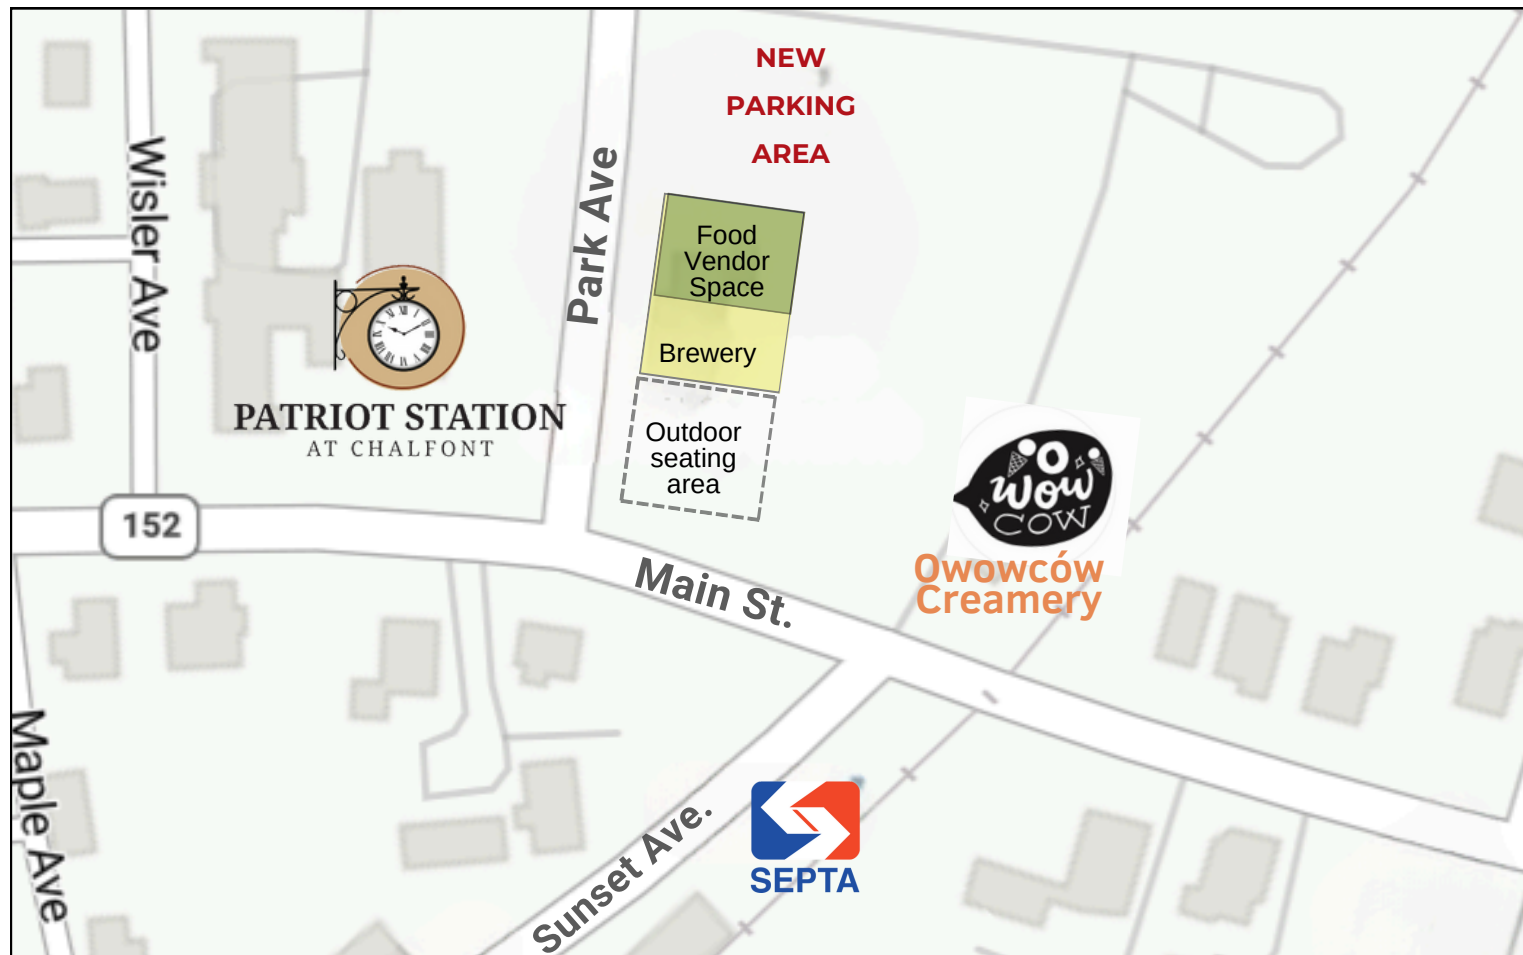 NEW
PARKING
AREA
Wisler Ave
Park Ave
Food
Vendor
Space
Brewery
PATRIOT STATION
AT CHALFONT
Outdoor
seating
area
O
WOW
COW
Owowców
Creamery
152
Main St.
Maple Ave
Sunset Ave.
SEPTA